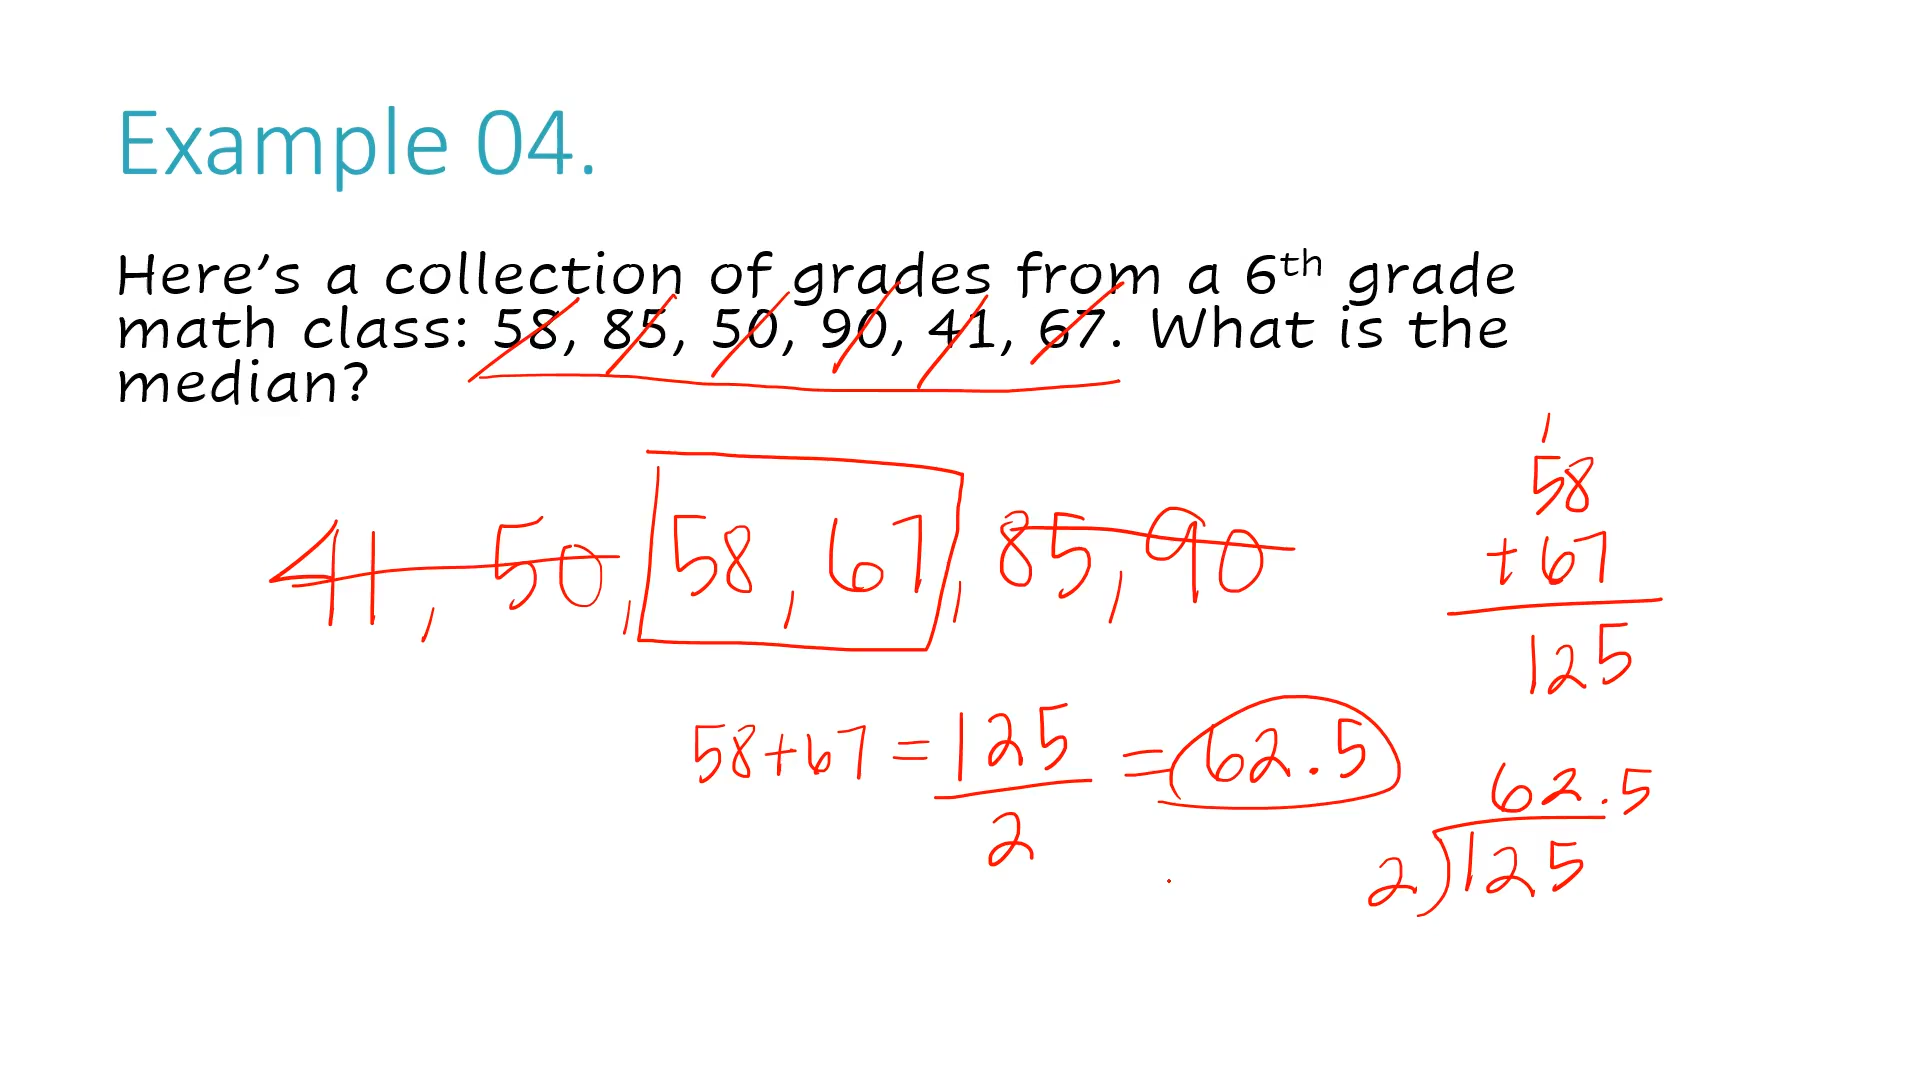 Example 04.
Here's a collection of grades from a 6th grade
math class: 58, 85, 50, 90, 41, 67. What is the
median?
41, 50, 58, 67, 85, 90
1
58
+ 67
125
58+67 = 125/2 = 62.5
62.5
2)125